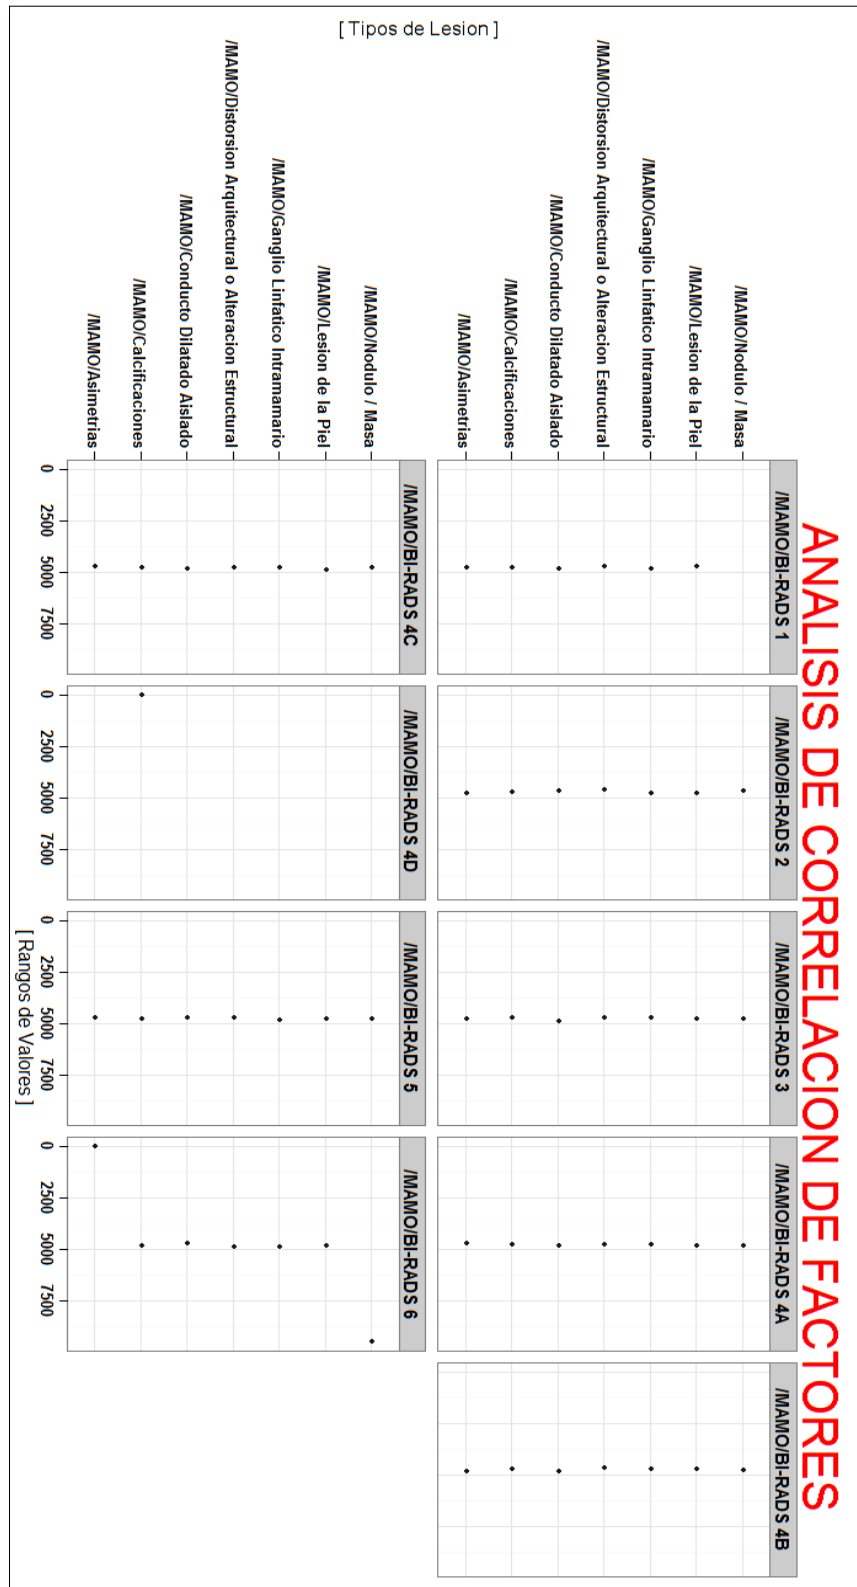 ANALISIS DE CORRELACION DE FACTORES
/MAMO/BI-RADS 1
/MAMO/BI-RADS 2
/MAMO/BI-RADS 3
/MAMO/BI-RADS 4A
/MAMO/BI-RADS 4B
/MAMO/Nodulo / Masa
/MAMO/Lesion de la Piel
/MAMO/Ganglio Linfatico Intramamario
/MAMO/Distorsion Arquitectural o Alteracion Estructural
/MAMO/Conducto Dilatado Aislado
/MAMO/Calcificaciones
/MAMO/Asimetrias
/MAMO/BI-RADS 4C
/MAMO/BI-RADS 4D
/MAMO/BI-RADS 5
/MAMO/BI-RADS 6
/MAMO/Nodulo / Masa
/MAMO/Lesion de la Piel
/MAMO/Ganglio Linfatico Intramamario
/MAMO/Distorsion Arquitectural o Alteracion Estructural
/MAMO/Conducto Dilatado Aislado
/MAMO/Calcificaciones
/MAMO/Asimetrias
0 2500 5000 7500 0 2500 5000 7500 0 2500 5000 7500 0 2500 5000 7500
[ Rangos de Valores ]
[ Tipos de Lesion ]